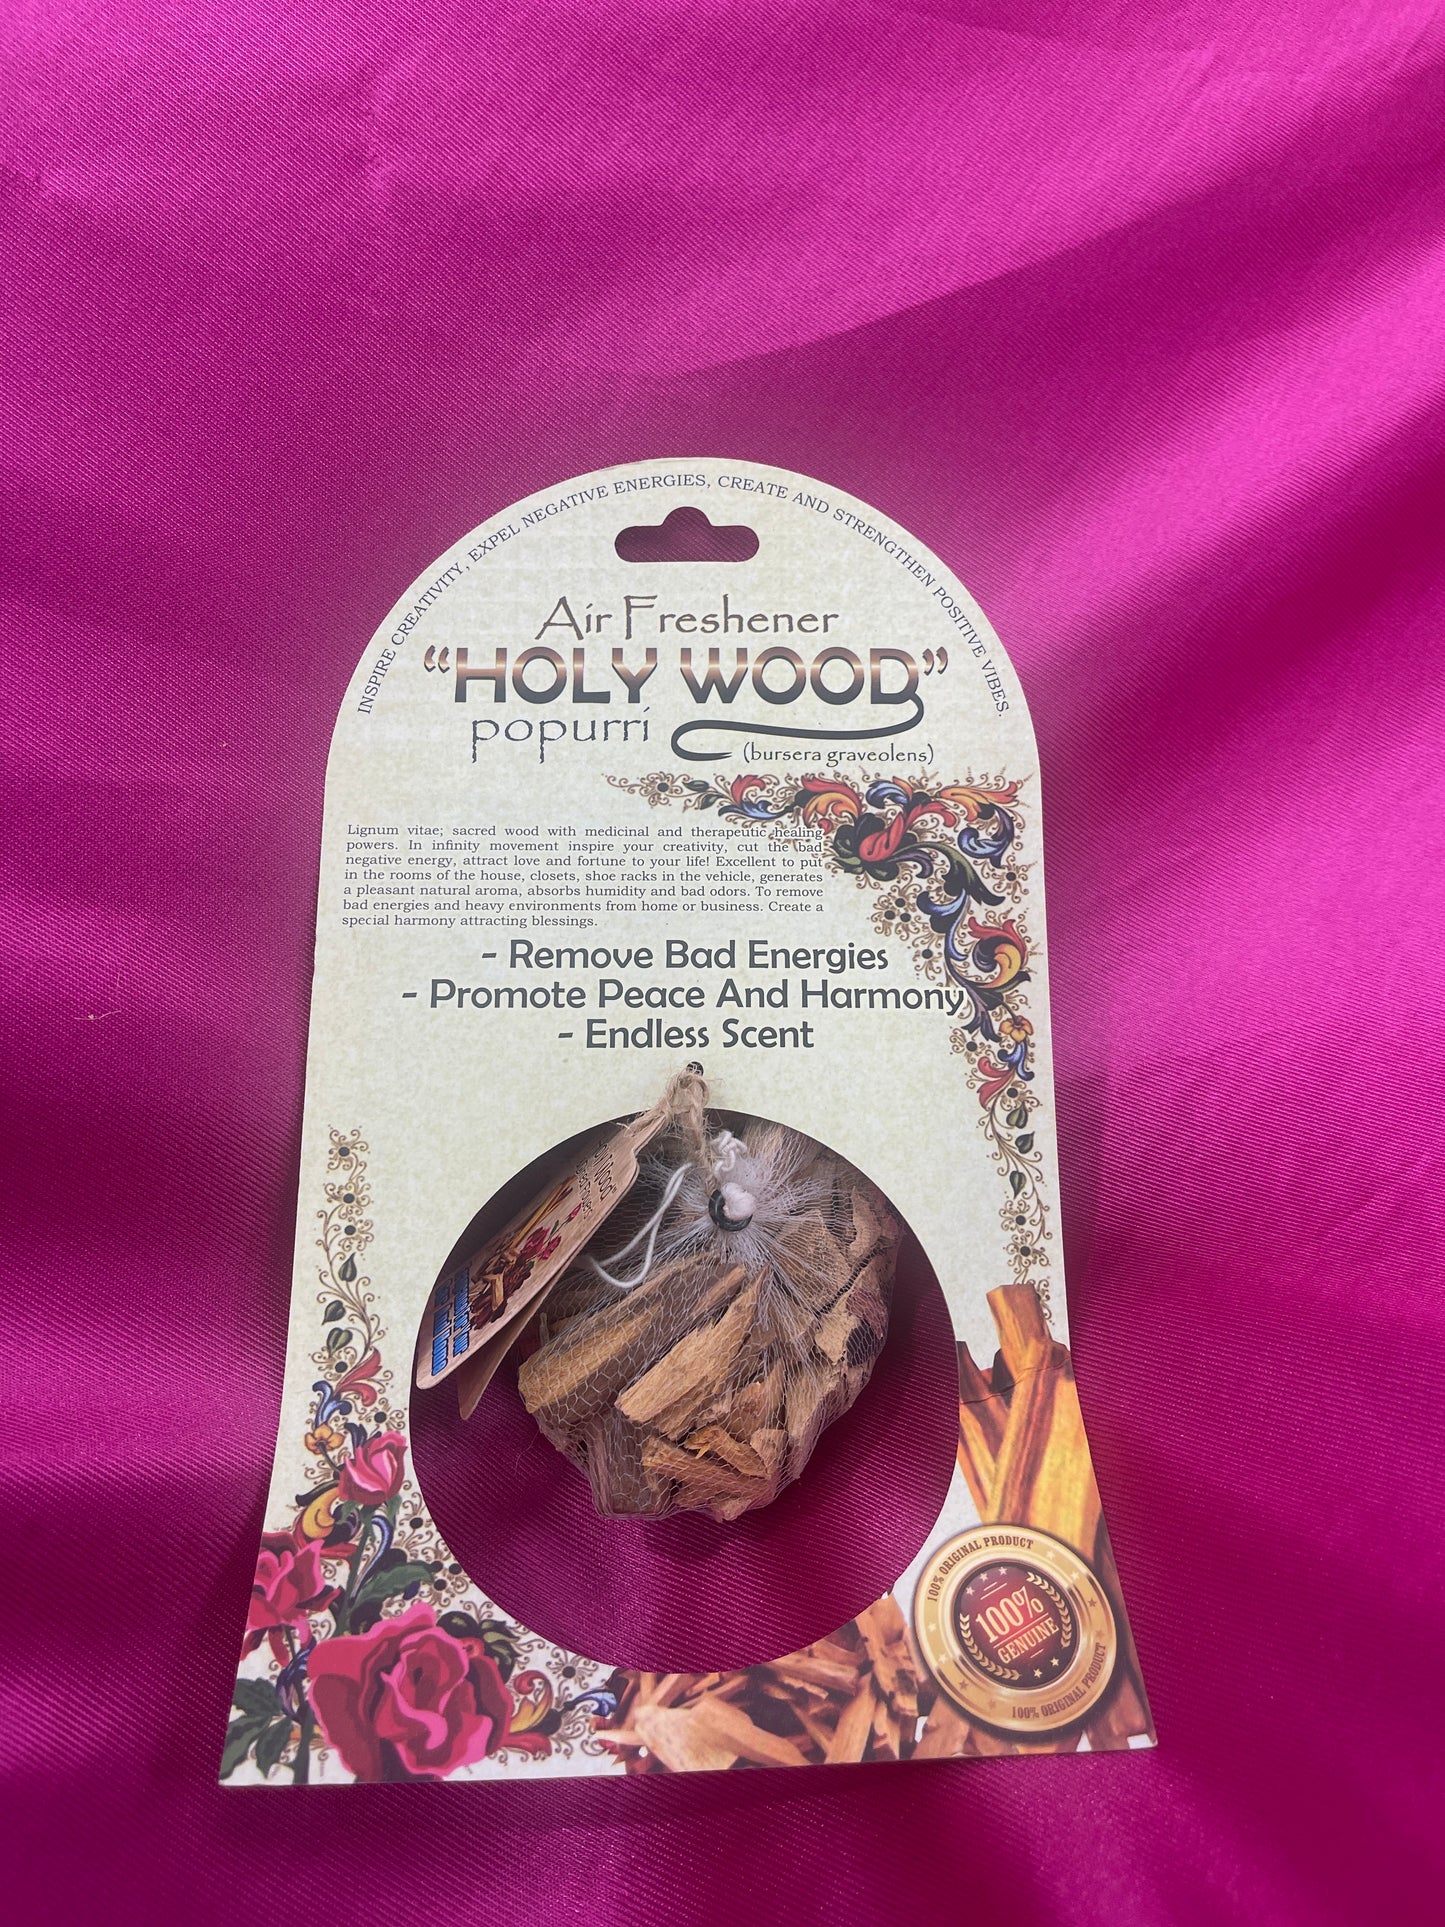 INSPIRE CREATIVITY, EXPEL NEGATIVE ENERGIES, CREATE AND STRENGTHEN POSITIVE VIBES.
Air Freshener
"HOLY WOOD"
popurrí
(bursera graveolens)
Lignum vitae; sacred wood with medicinal and therapeutic healing
powers. In infinity movement inspire your creativity, cut the bad
negative energy, attract love and fortune to your life! Excellent to put
in the rooms of the house, closets, shoe racks in the vehicle, generates
a pleasant natural aroma, absorbs humidity and bad odors. To remove
bad energies and heavy environments from home or business. Create a
special harmony attracting blessings.
- Remove Bad Energies
- Promote Peace And Harmony
- Endless Scent
Wood"
100% ORIGINAL PRODUCT
100%
GENUINE
100% ORIGINAL PRODUCT